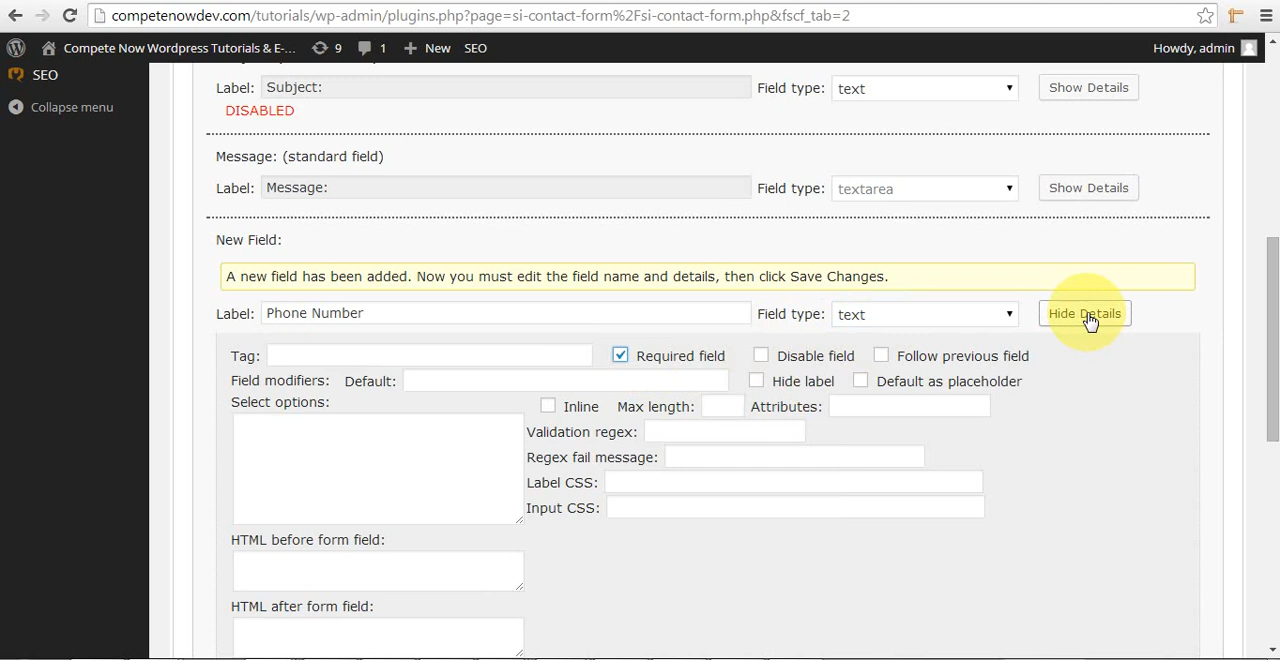 competenowdev.com/tutorials/wp-admin/plugins.php?page=si-contact-form%2Fsi-contact-form.php&fscf_tab=2
Compete Now Wordpress Tutorials & E-... 9 1 New SEO Howdy, admin
SEO
Collapse menu
Label: Subject: Field type: text Show Details
DISABLED
Message: (standard field)
Label: Message: Field type: textarea Show Details
New Field:
A new field has been added. Now you must edit the field name and details, then click Save Changes.
Label: Phone Number Field type: text Hide Details
Tag: Required field Disable field Follow previous field
Field modifiers: Default: Hide label Default as placeholder
Select options: Inline Max length: Attributes:
Validation regex:
Regex fail message:
Label CSS:
Input CSS:
HTML before form field:
HTML after form field: